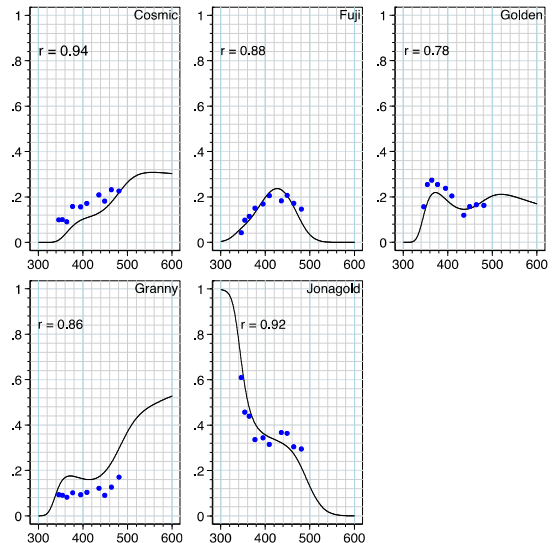 Cosmic
r = 0.94
1
.8
.6
.4
.2
0
300 400 500 600
Fuji
r = 0.88
1
.8
.6
.4
.2
0
300 400 500 600
Golden
r = 0.78
1
.8
.6
.4
.2
0
300 400 500 600
Granny
r = 0.86
1
.8
.6
.4
.2
0
300 400 500 600
Jonagold
r = 0.92
1
.8
.6
.4
.2
0
300 400 500 600